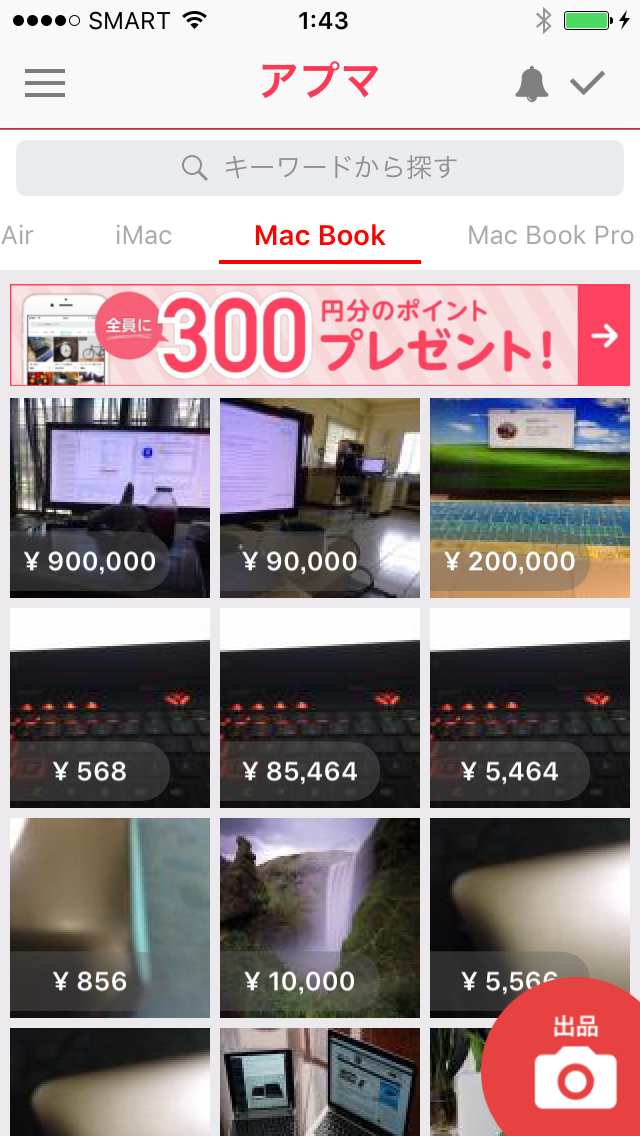 SMART 1:43
アプマ
キーワードから探す
Air iMac Mac Book Mac Book Pro
全員に 300 円分のポイント
プレゼント!
¥ 900,000 ¥ 90,000 ¥ 200,000
¥ 568 ¥ 85,464 ¥ 5,464
¥ 856 ¥ 10,000 ¥ 5,566
出品